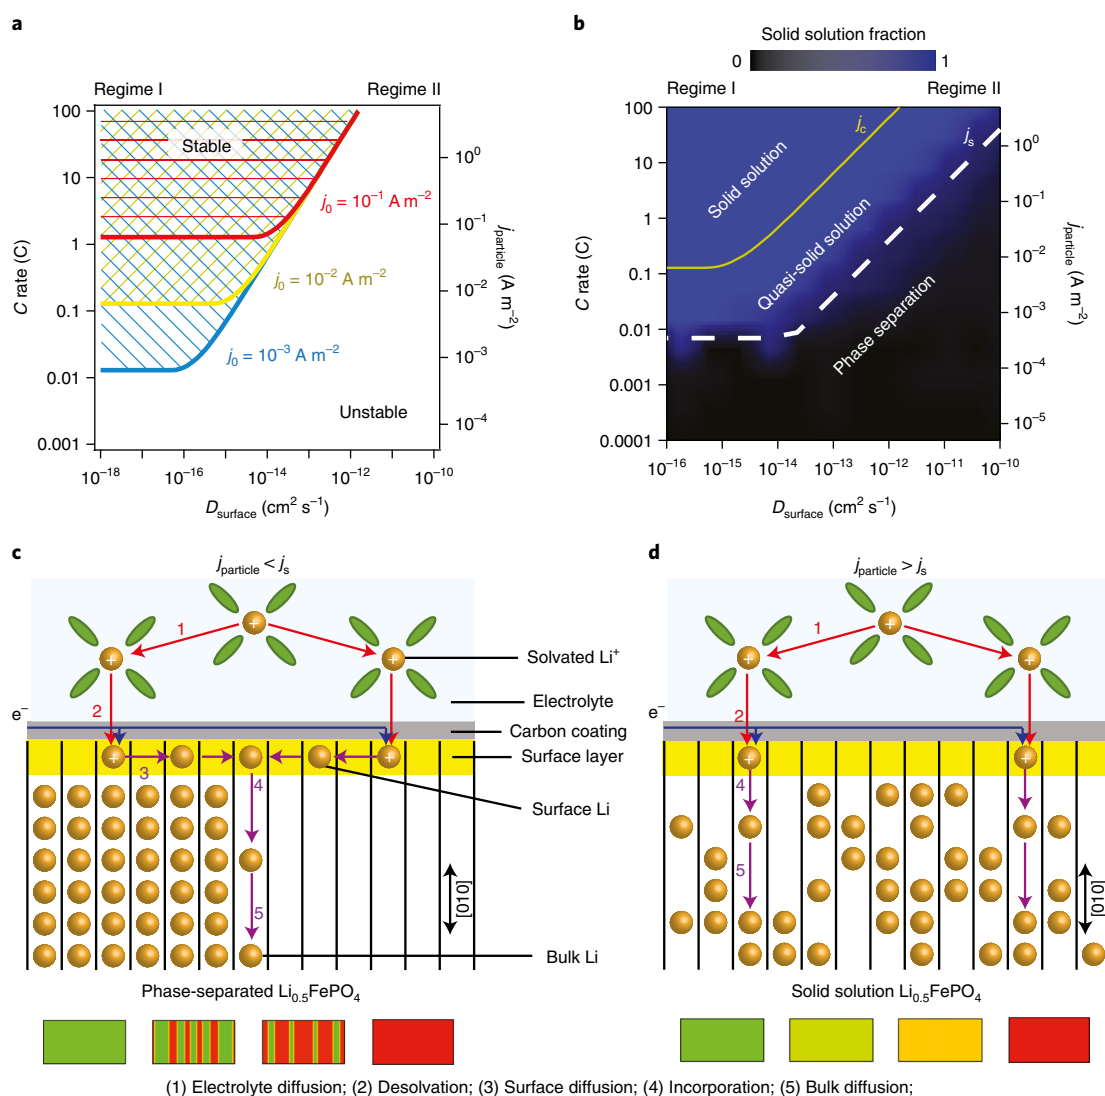 a
Regime I
Regime II
100
10
1
0.1
0.01
0.001
C rate (C)
Stable
j0 = 10−1 A m−2
j0 = 10−2 A m−2
j0 = 10−3 A m−2
Unstable
10^0
10−1
10−2
10−3
10−4
jparticle (A m−2)
10−18
10−16
10−14
10−12
10−10
Dsurface (cm2 s−1)
b
Solid solution fraction
0
1
Regime I
Regime II
100
10
1
0.1
0.01
0.001
0.0001
C rate (C)
jc
js
Solid solution
Quasi-solid solution
Phase separation
10^0
10−1
10−2
10−3
10−4
10−5
jparticle (A m−2)
10−16
10−15
10−14
10−13
10−12
10−11
10−10
Dsurface (cm2 s−1)
c
jparticle < js
1
2
e−
3
4
5
[010]
Solvated Li+
Electrolyte
Carbon coating
Surface layer
Surface Li
Bulk Li
Phase-separated Li0.5FePO4
d
jparticle > js
1
2
e−
4
5
[010]
Solid solution Li0.5FePO4
(1) Electrolyte diffusion; (2) Desolvation; (3) Surface diffusion; (4) Incorporation; (5) Bulk diffusion;